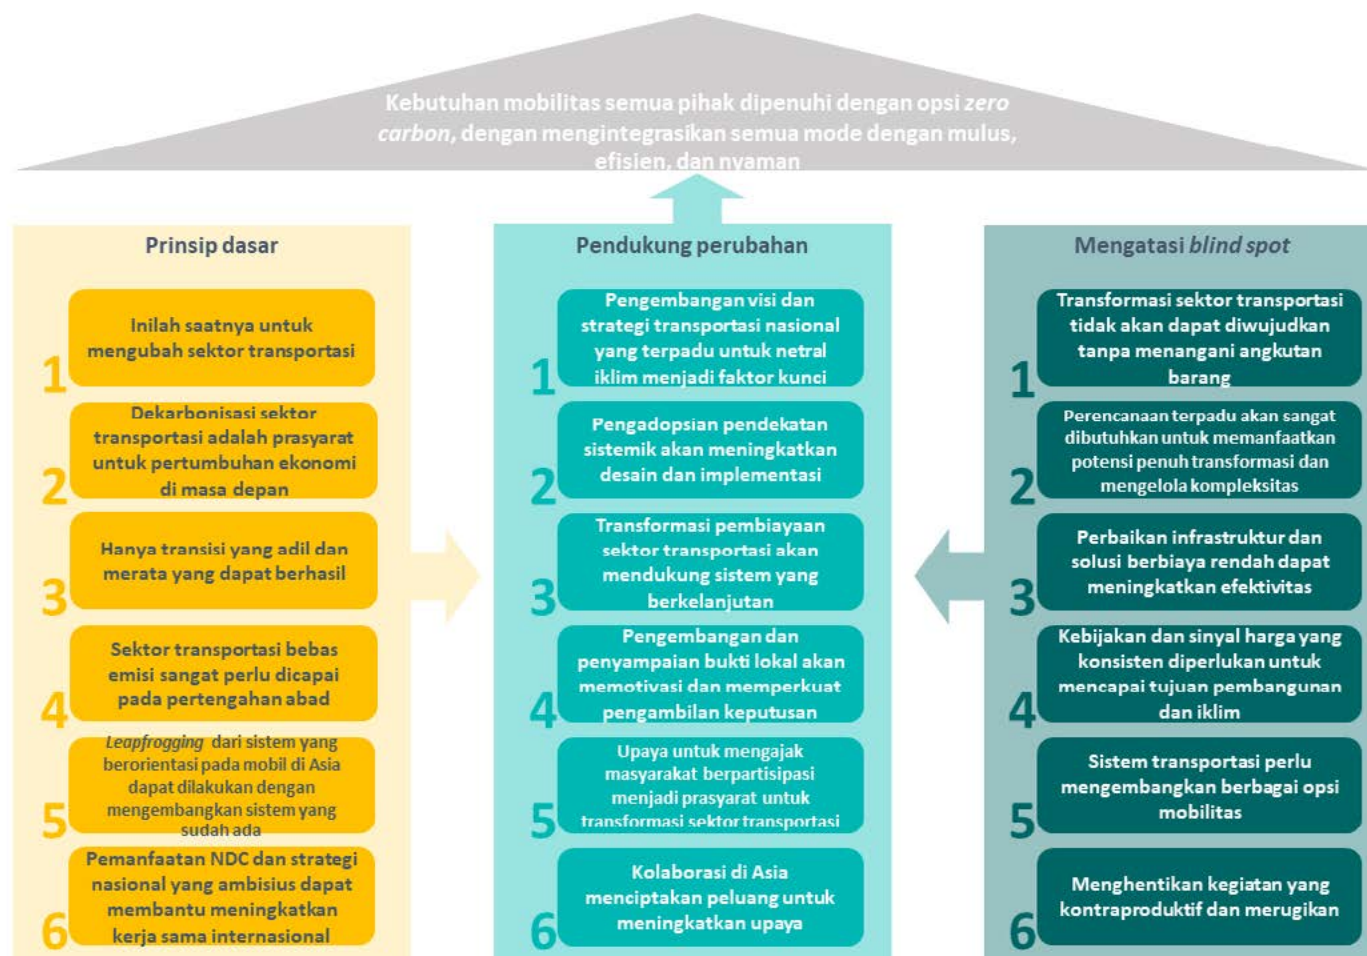 Kebutuhan mobilitas semua pihak dipenuhi dengan opsi zero
carbon, dengan mengintegrasikan semua mode dengan mulus,
efisien, dan nyaman
Prinsip dasar
1
Inilah saatnya untuk
mengubah sektor transportasi
2
Dekarbonisasi sektor
transportasi adalah prasyarat
untuk pertumbuhan ekonomi
di masa depan
3
Hanya transisi yang adil dan
merata yang dapat berhasil
4
Sektor transportasi bebas
emisi sangat perlu dicapai
pada pertengahan abad
5
Leapfrogging dari sistem yang
berorientasi pada mobil di Asia
dapat dilakukan dengan
mengembangkan sistem yang
sudah ada
6
Pemanfaatan NDC dan strategi
nasional yang ambisius dapat
membantu meningkatkan
kerja sama internasional
Pendukung perubahan
1
Pengembangan visi dan
strategi transportasi nasional
yang terpadu untuk netral
iklim menjadi faktor kunci
2
Pengadopsian pendekatan
sistemik akan meningkatkan
desain dan implementasi
3
Transformasi pembiayaan
sektor transportasi akan
mendukung sistem yang
berkelanjutan
4
Pengembangan dan
penyampaian bukti lokal akan
memotivasi dan memperkuat
pengambilan keputusan
5
Upaya untuk mengajak
masyarakat berpartisipasi
menjadi prasyarat untuk
transformasi sektor transportasi
6
Kolaborasi di Asia
menciptakan peluang untuk
meningkatkan upaya
Mengatasi blind spot
1
Transformasi sektor transportasi
tidak akan dapat diwujudkan
tanpa menangani angkutan
barang
2
Perencanaan terpadu akan sangat
dibutuhkan untuk memanfaatkan
potensi penuh transformasi dan
mengelola kompleksitas
3
Perbaikan infrastruktur dan
solusi berbiaya rendah dapat
meningkatkan efektivitas
4
Kebijakan dan sinyal harga yang
konsisten diperlukan untuk
mencapai tujuan pembangunan
dan iklim
5
Sistem transportasi perlu
mengembangkan berbagai opsi
mobilitas
6
Menghentikan kegiatan yang
kontraproduktif dan merugikan